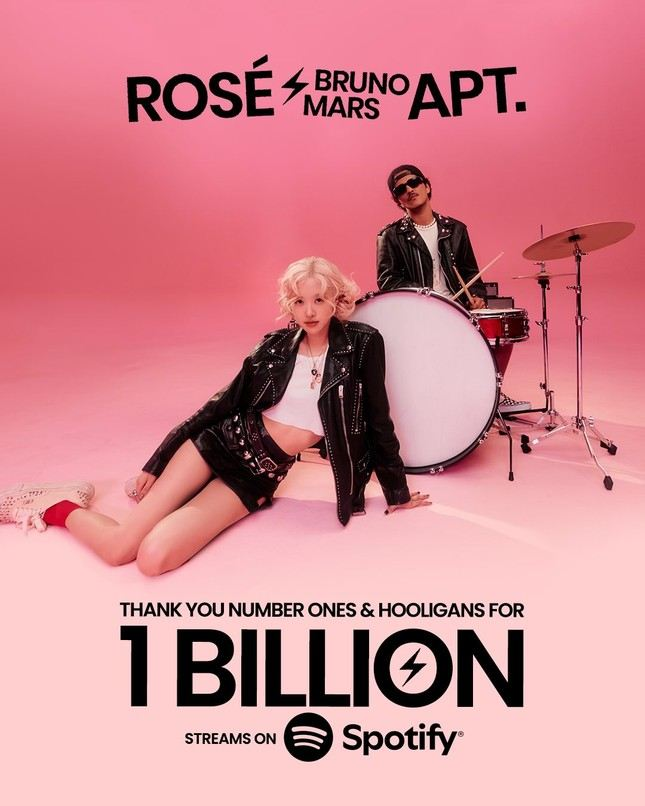 ROSÉ BRUNO MARS APT.
THANK YOU NUMBER ONES & HOOLIGANS FOR
1 BILLION
STREAMS ON Spotify®